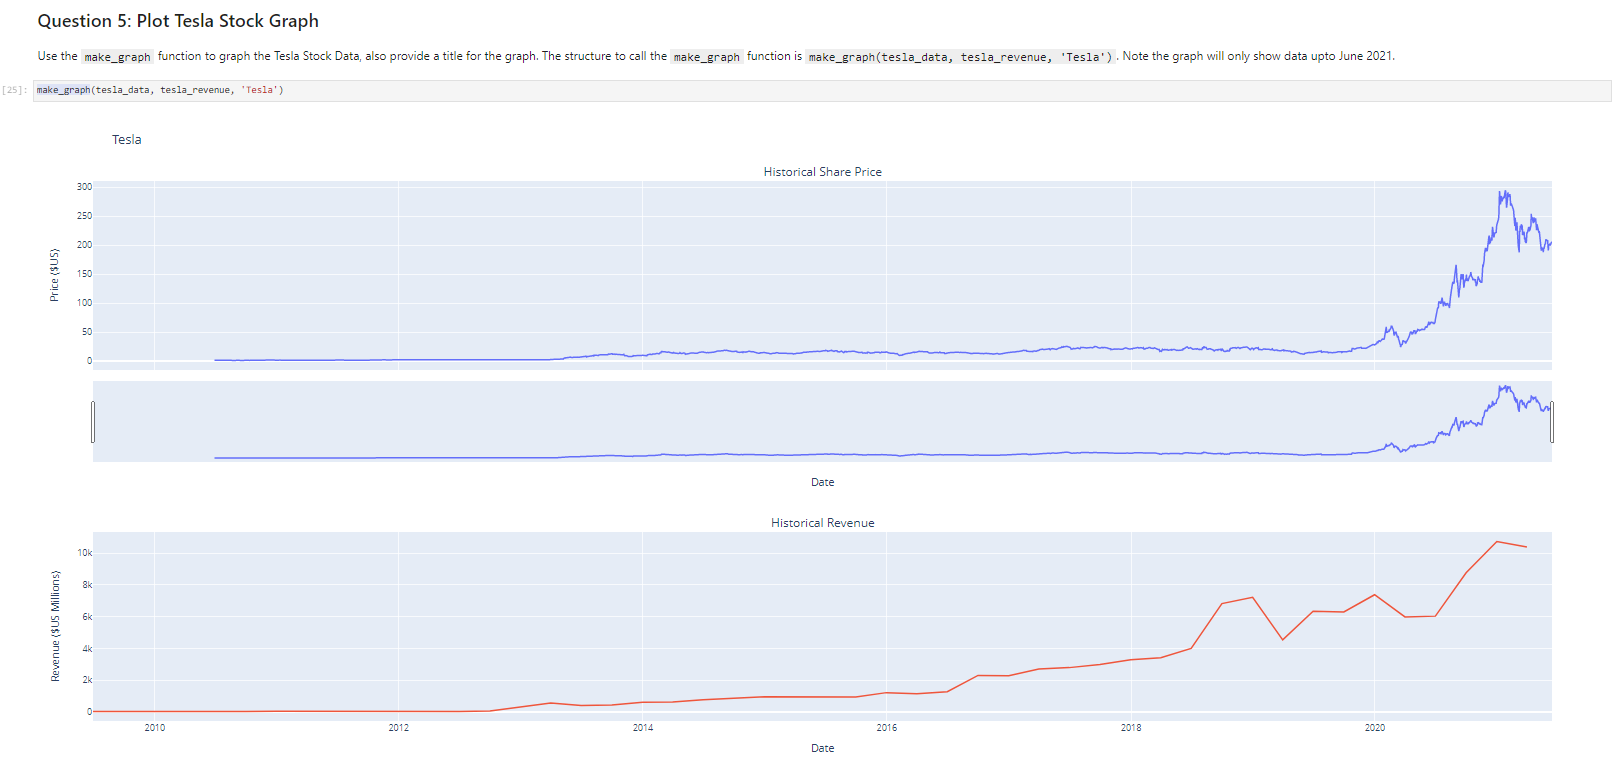 Question 5: Plot Tesla Stock Graph
Use the make_graph function to graph the Tesla Stock Data, also provide a title for the graph. The structure to call the make_graph function is make_graph(tesla_data, tesla_revenue, 'Tesla') . Note the graph will only show data upto June 2021.
[25]: make_graph(tesla_data, tesla_revenue, 'Tesla')
Tesla
Historical Share Price
300
250
200
150
100
50
0
Price ($US)
Date
Historical Revenue
10k
8k
6k
4k
2k
0
Revenue ($US Millions)
2010 2012 2014 2016 2018 2020
Date